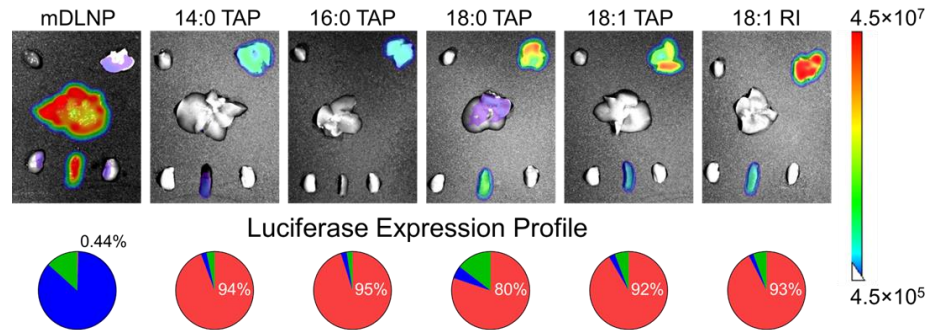 mDLNP 14:0 TAP 16:0 TAP 18:0 TAP 18:1 TAP 18:1 RI
4.5×10⁷
4.5×10⁵
Luciferase Expression Profile
0.44% 94% 95% 80% 92% 93%